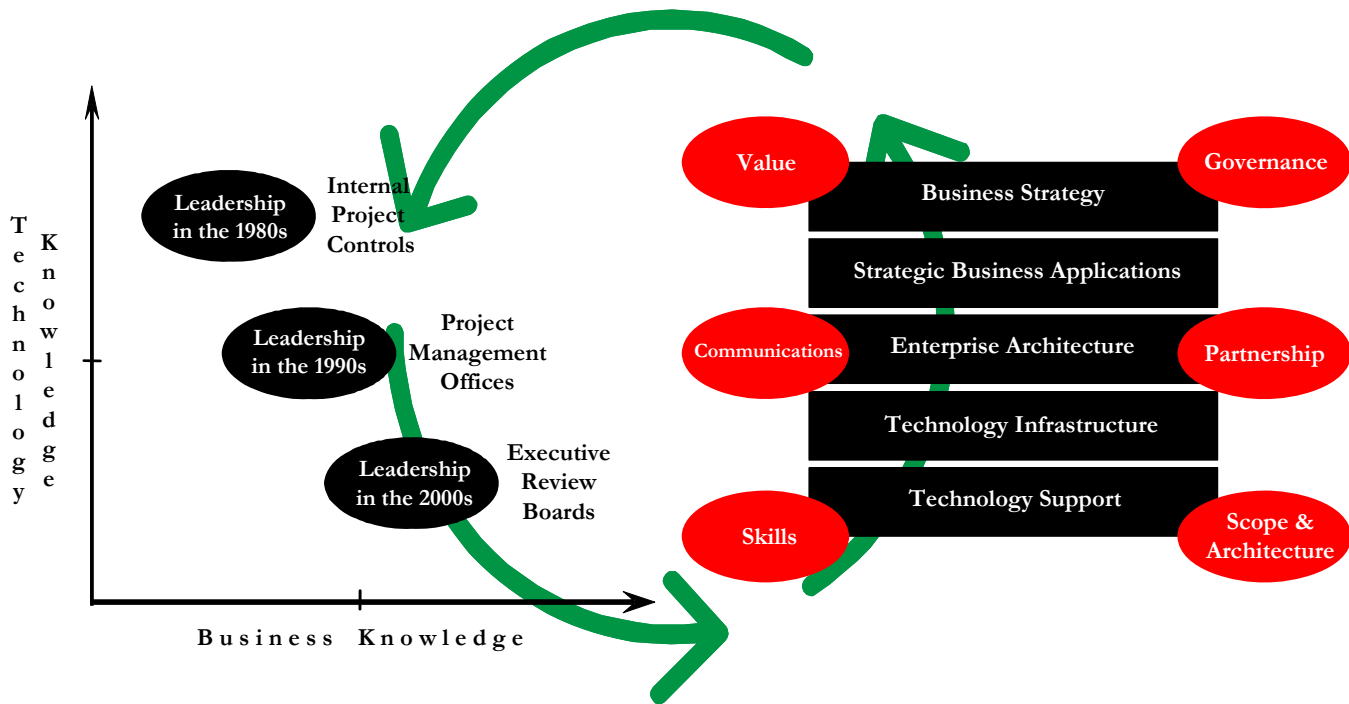 Technology
Knowledge
Leadership
in the 1980s
Internal
Project
Controls
Leadership
in the 1990s
Project
Management
Offices
Leadership
in the 2000s
Executive
Review
Boards
Business Knowledge
Value
Governance
Business Strategy
Strategic Business Applications
Communications
Enterprise Architecture
Partnership
Technology Infrastructure
Technology Support
Skills
Scope &
Architecture